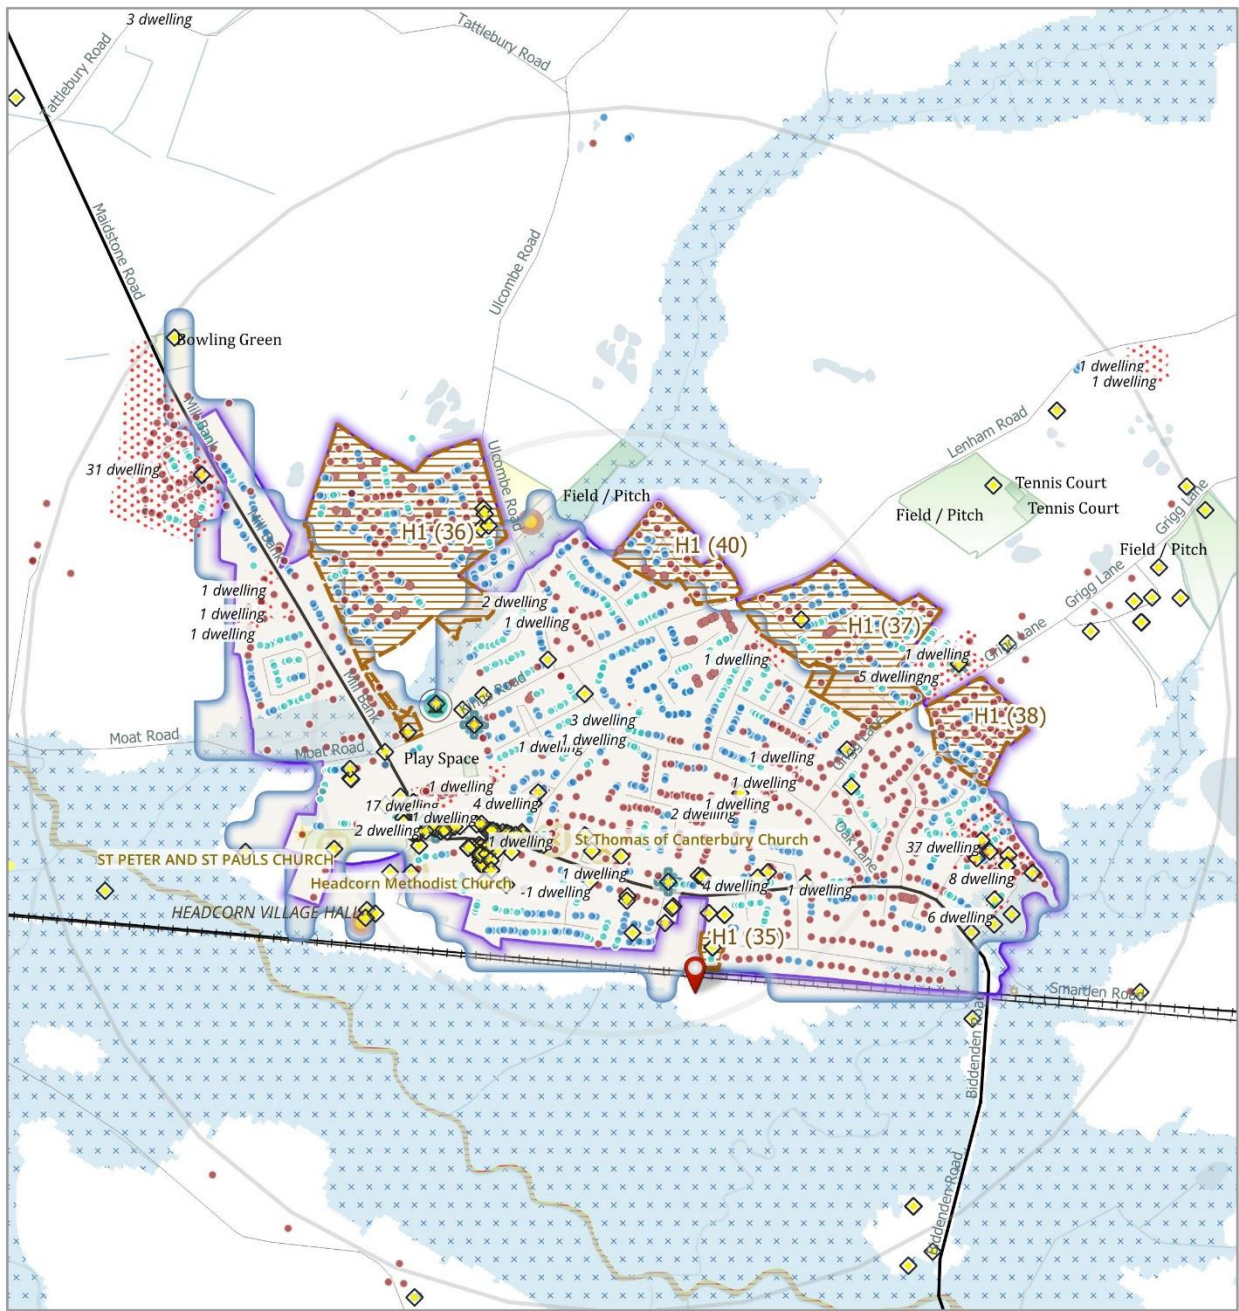 3 dwelling
Tattlebury Road
Tattlebury Road
Maidstone Road
Ulcombe Road
Bowling Green
1 dwelling
1 dwelling
Mill Bank
Lenham Road
31 dwelling
Ulcombe Road
Field / Pitch
Tennis Court
Tennis Court
Field / Pitch
Grigg Lane
Mill Bank
H1 (36)
H1 (40)
Field / Pitch
Grigg Lane
1 dwelling
1 dwelling
1 dwelling
2 dwelling
1 dwelling
H1 (37)
Grigg Lane
1 dwelling
1 dwelling
5 dwelling
Mill Bank
Kings Road
3 dwelling
1 dwelling
1 dwelling
H1 (38)
Moat Road
Moat Road
Play Space
Grigg Lane
1 dwelling
1 dwelling
1 dwelling
17 dwelling
4 dwelling
1 dwelling
1 dwelling
2 dwelling
2 dwelling
Oak Lane
1 dwelling
St Thomas of Canterbury Church
37 dwelling
ST PETER AND ST PAULS CHURCH
1 dwelling
8 dwelling
Headcorn Methodist Church
-1 dwelling
4 dwelling
1 dwelling
HEADCORN VILLAGE HALL
6 dwelling
H1 (35)
Smarden Road
Biddenden Road
Biddenden Road